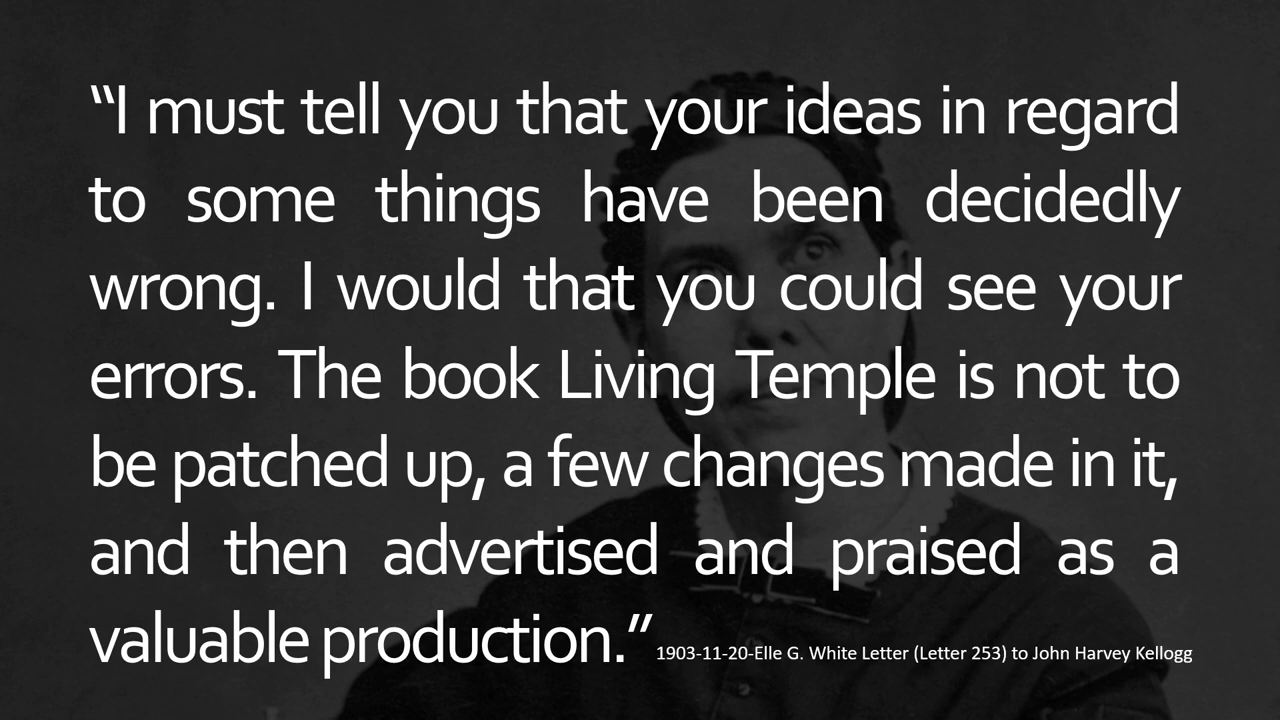 “I must tell you that your ideas in regard
to some things have been decidedly
wrong. I would that you could see your
errors. The book Living Temple is not to
be patched up, a few changes made in it,
and then advertised and praised as a
valuable production.” 1903-11-20-Elle G. White Letter (Letter 253) to John Harvey Kellogg